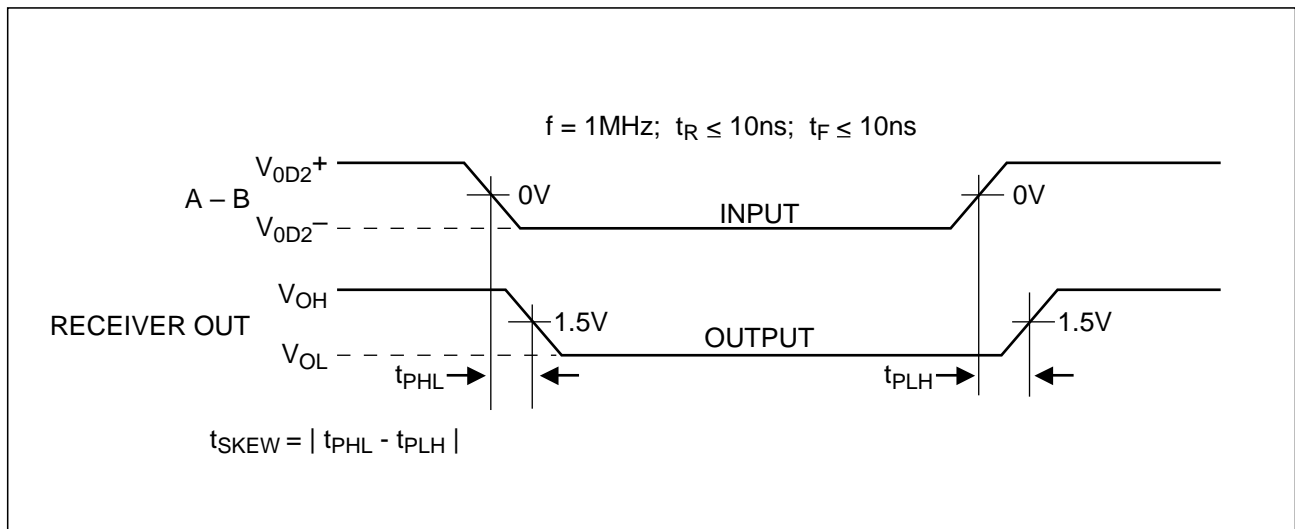 f = 1MHz; tR ≤ 10ns; tF ≤ 10ns
V0D2+
A – B
0V
0V
V0D2–
INPUT
VOH
RECEIVER OUT
1.5V
1.5V
VOL
OUTPUT
tPHL
tPLH
tSKEW = | tPHL - tPLH |